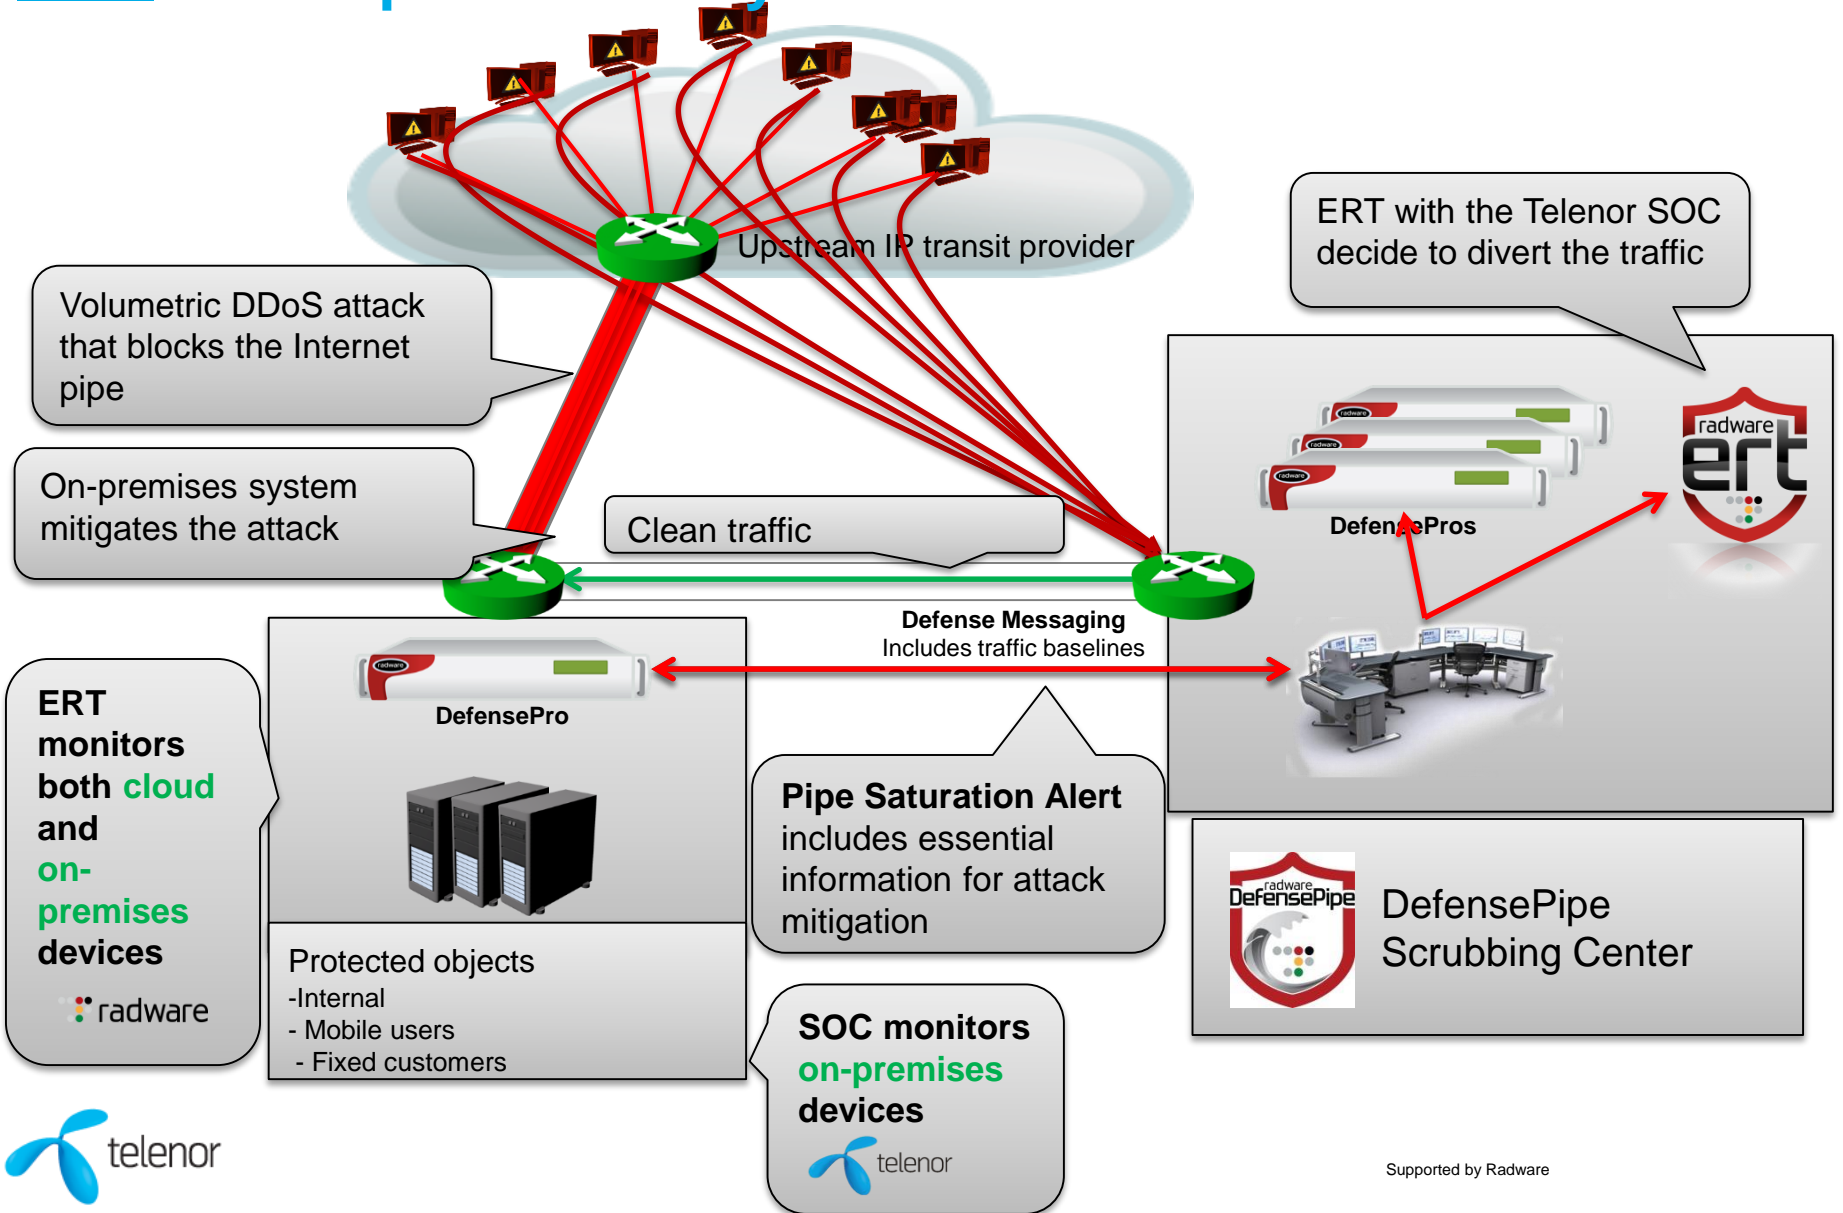 Upstream IP transit provider
ERT with the Telenor SOC
decide to divert the traffic
Volumetric DDoS attack
that blocks the Internet
pipe
On-premises system
mitigates the attack
Clean traffic
radware
radware
radware
DefensePros
radware
ert
Defense Messaging
Includes traffic baselines
radware
DefensePro
ERT
monitors
both cloud
and
on-
premises
devices
radware
Pipe Saturation Alert
includes essential
information for attack
mitigation
radware
DefensePipe
DefensePipe
Scrubbing Center
Protected objects
-Internal
- Mobile users
- Fixed customers
SOC monitors
on-premises
devices
telenor
telenor
Supported by Radware